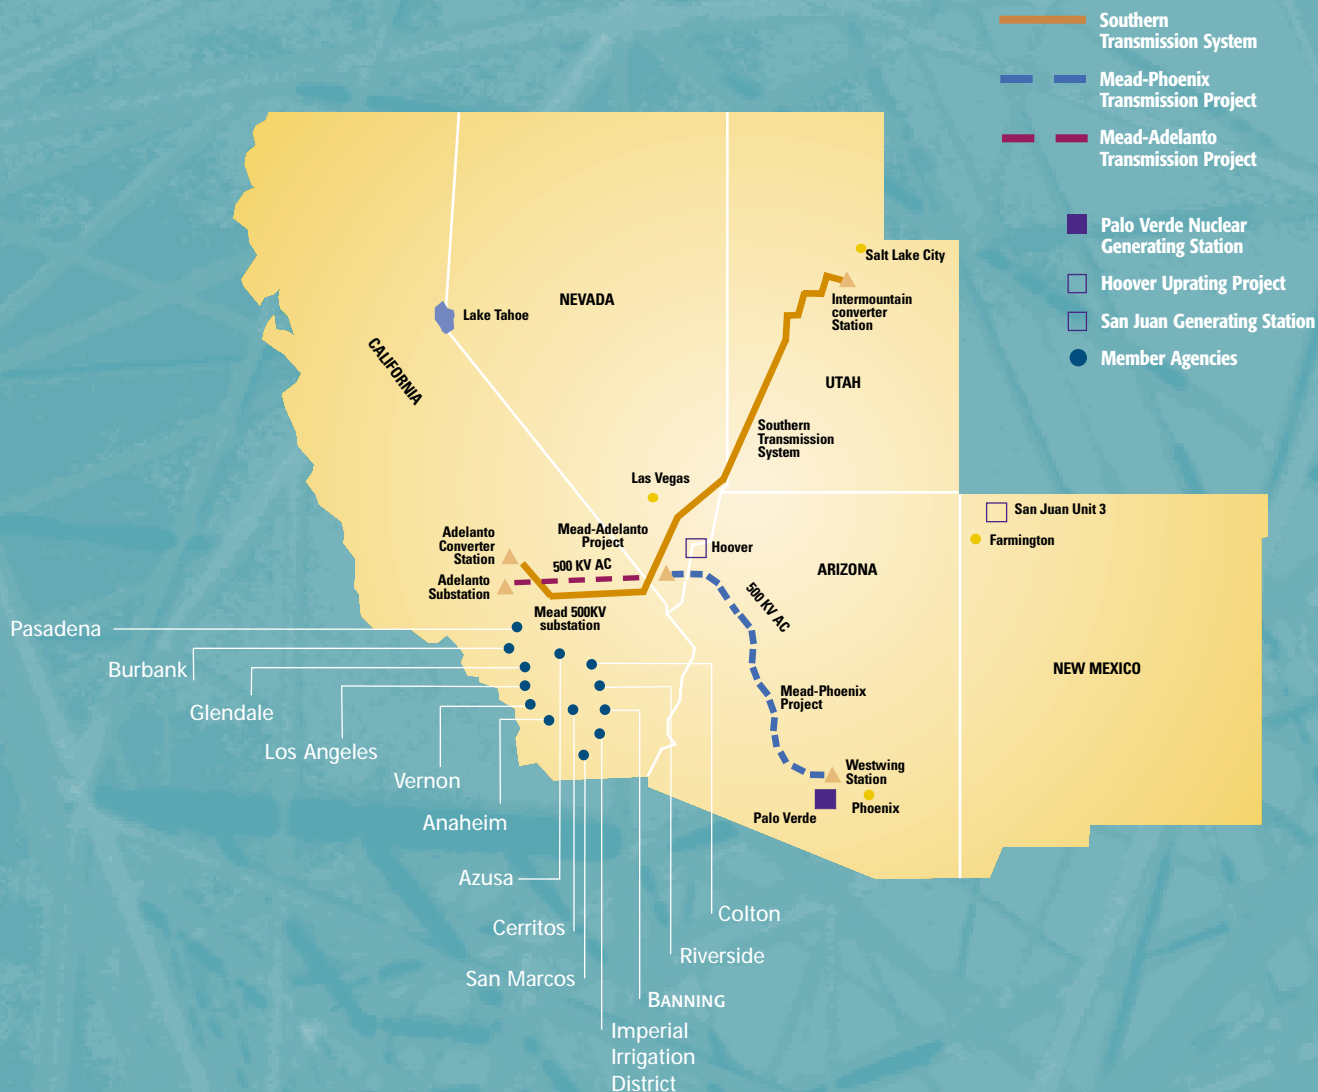 Southern
Transmission System
Mead-Phoenix
Transmission Project
Mead-Adelanto
Transmission Project
Palo Verde Nuclear
Generating Station
Hoover Uprating Project
San Juan Generating Station
Member Agencies
Salt Lake City
Intermountain
converter
Station
NEVADA
Lake Tahoe
CALIFORNIA
UTAH
Southern
Transmission
System
Las Vegas
San Juan Unit 3
Farmington
Mead-Adelanto
Project
Adelanto
Converter
Station
Hoover
500 KV AC
ARIZONA
Adelanto
Substation
500 KV AC
Mead 500KV
substation
NEW MEXICO
Mead-Phoenix
Project
Westwing
Station
Phoenix
Palo Verde
Pasadena
Burbank
Glendale
Los Angeles
Vernon
Anaheim
Azusa
Cerritos
San Marcos
Colton
Riverside
BANNING
Imperial
Irrigation
District